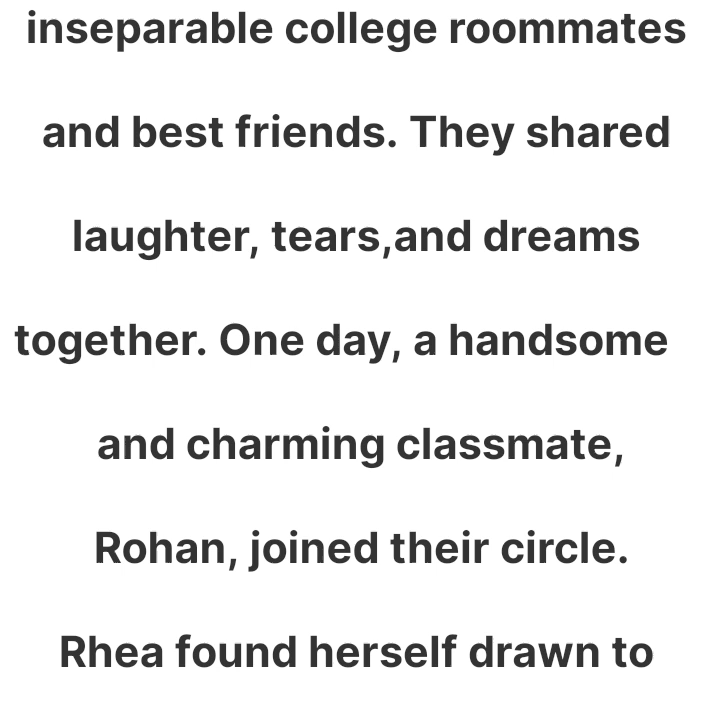 inseparable college roommates
and best friends. They shared
laughter, tears,and dreams
together. One day, a handsome
and charming classmate,
Rohan, joined their circle.
Rhea found herself drawn to